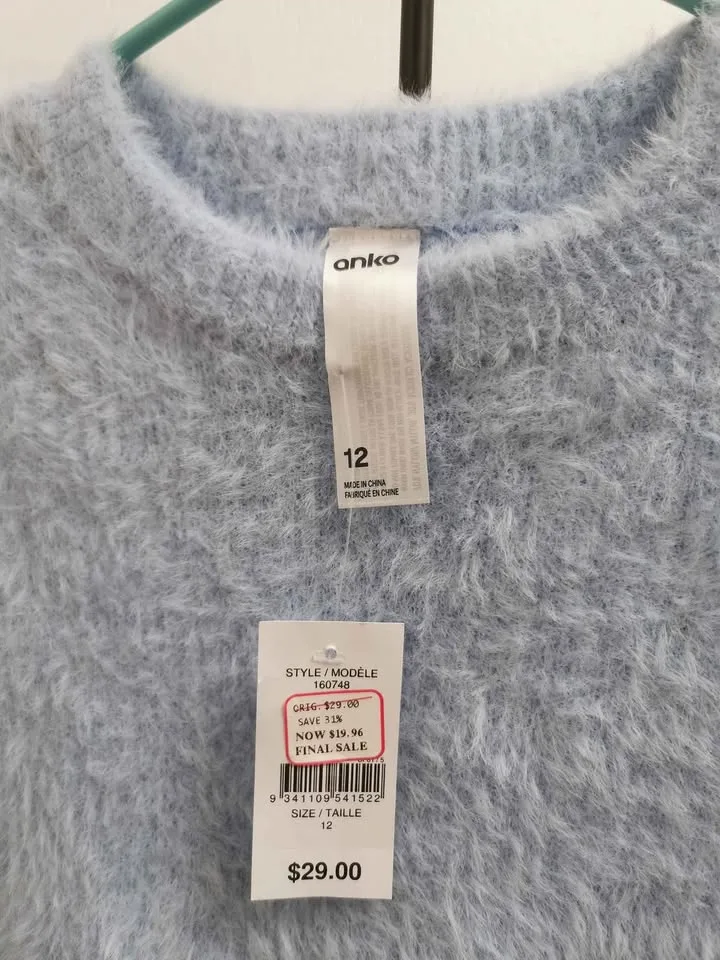 anko
12
MADE IN CHINA
FABRIQUÉ EN CHINE
STYLE / MODÈLE
160748
ORIG. $29.00
SAVE 31%
NOW $19.96
FINAL SALE
9 341109 541522
SIZE / TAILLE
12
$29.00